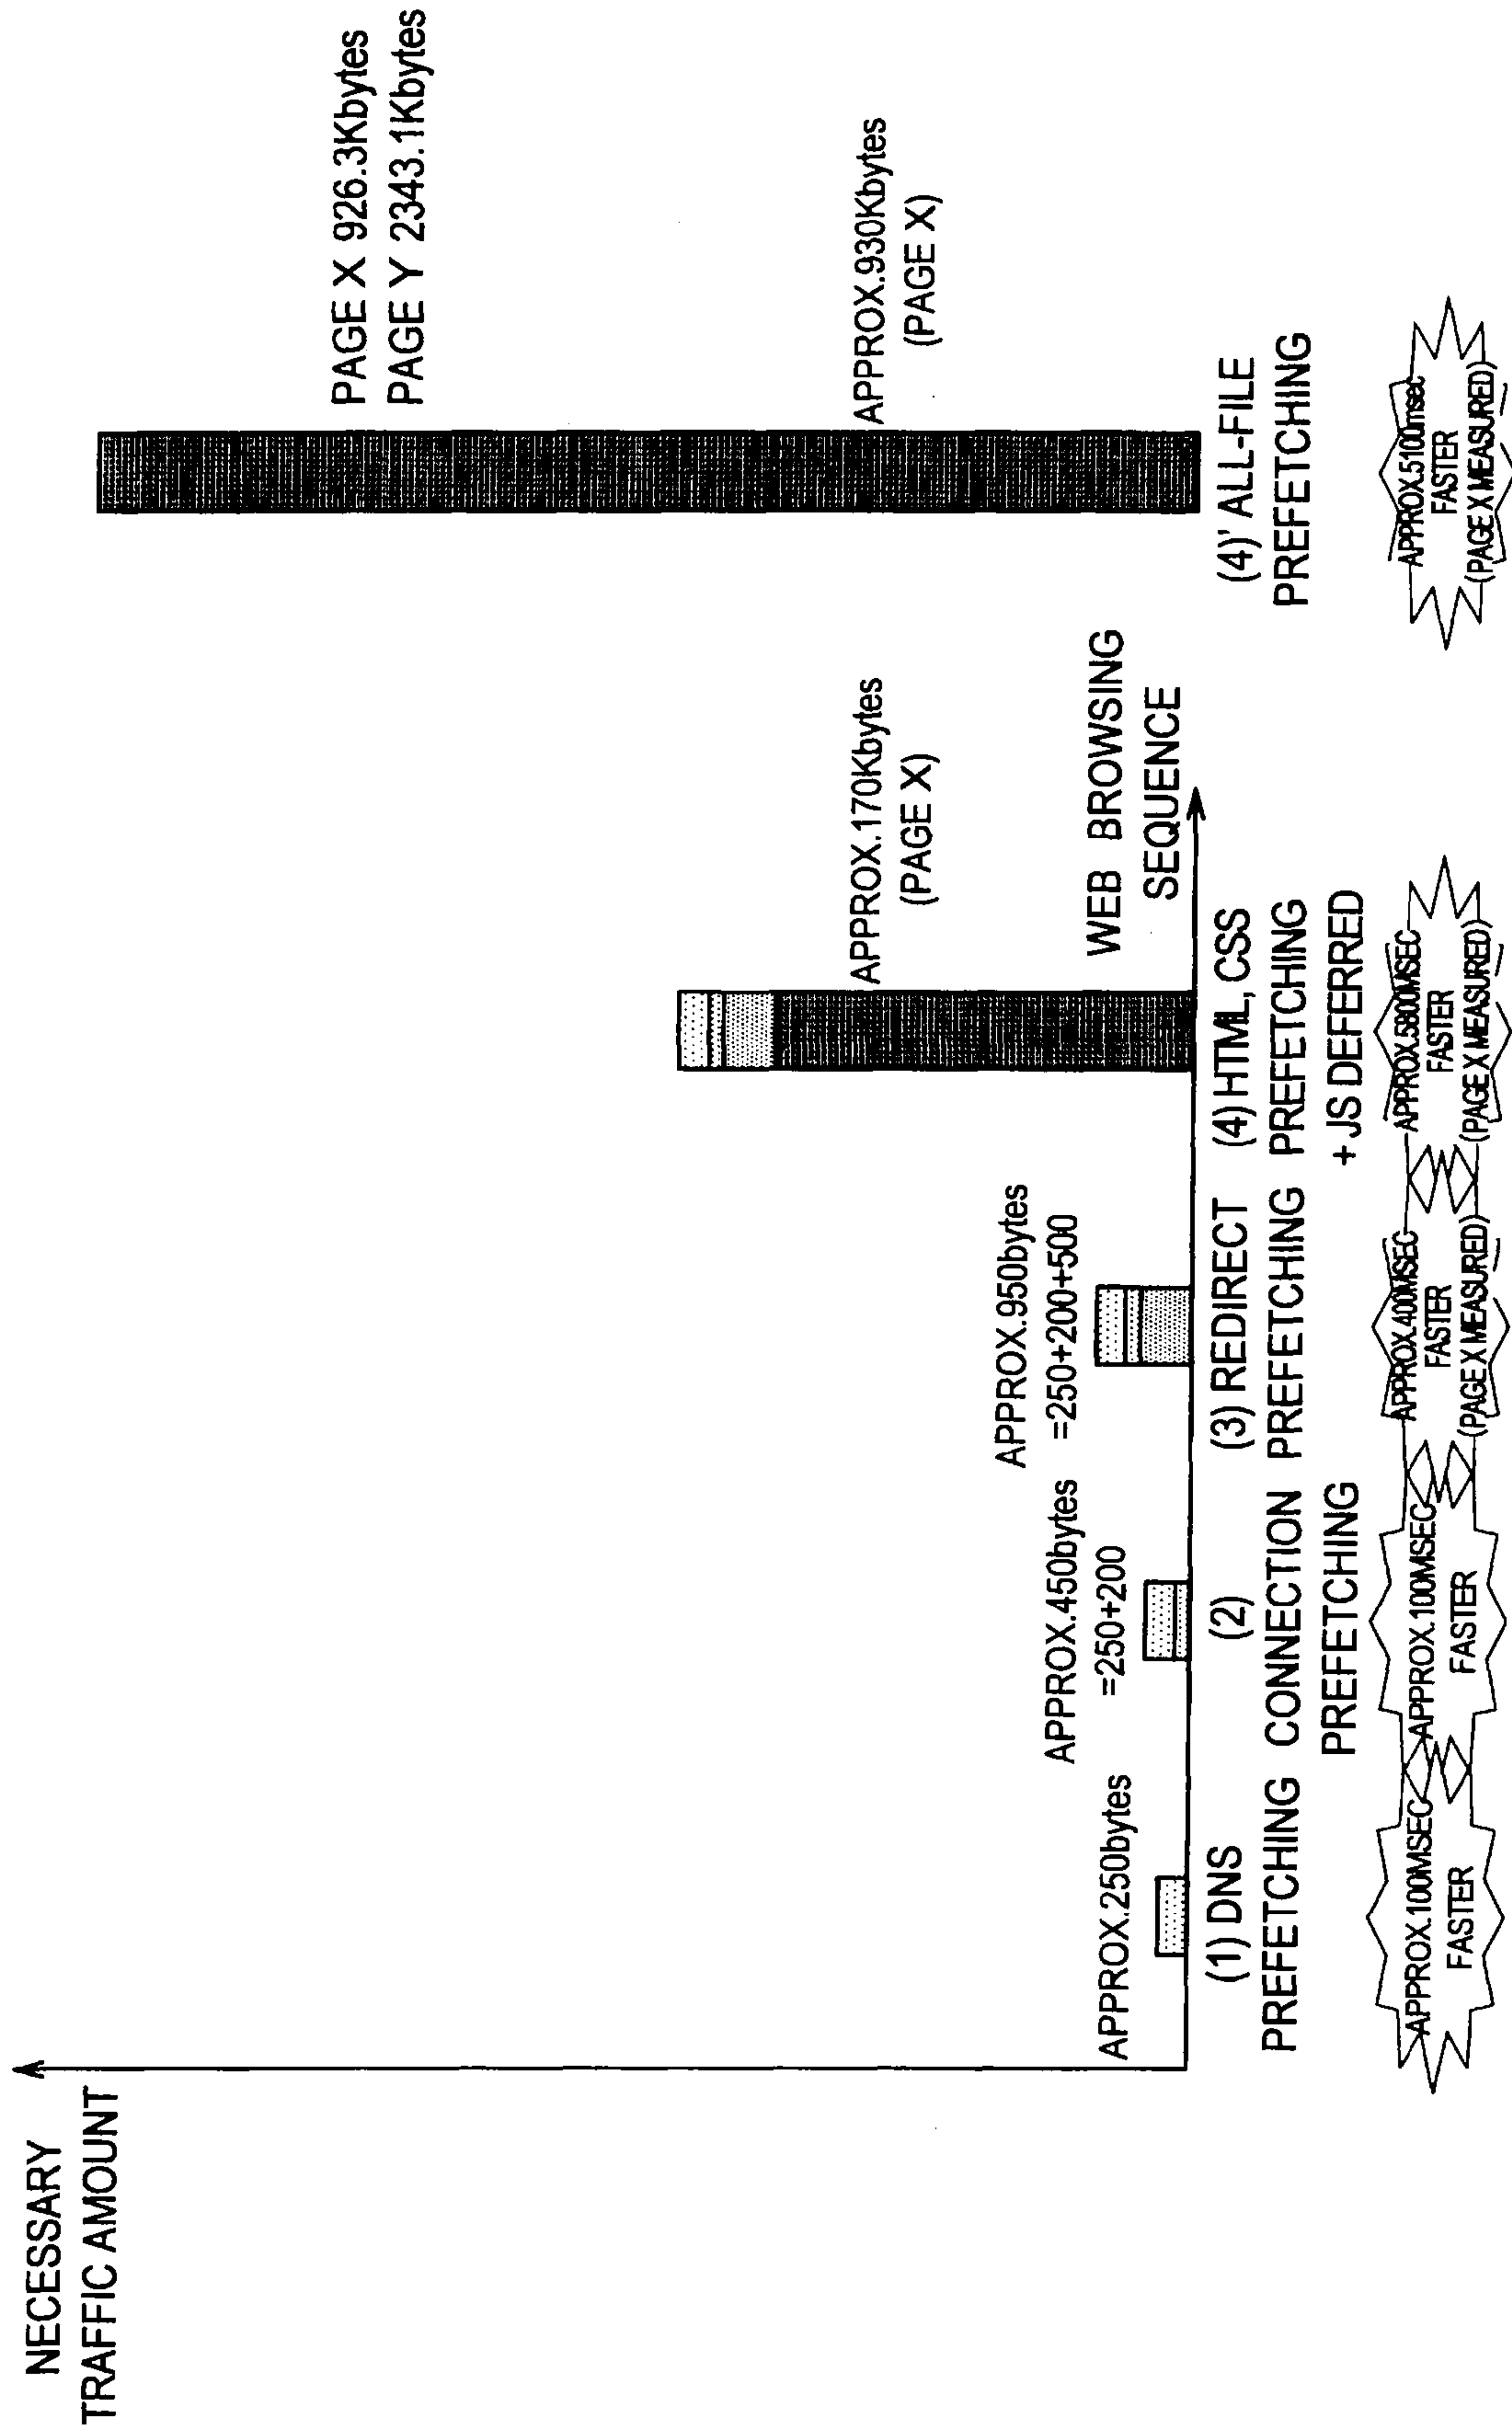 NECESSARY
TRAFFIC AMOUNT
PAGE X 926.3Kbytes
PAGE Y 2343.1Kbytes
APPROX.250bytes
APPROX.450bytes
=250+200
APPROX.950bytes
=250+200+500
APPROX.170Kbytes
(PAGE X)
APPROX.930Kbytes
(PAGE X)
WEB BROWSING
SEQUENCE
(1) DNS
PREFETCHING
(2)
CONNECTION
PREFETCHING
(3) REDIRECT
PREFETCHING
(4) HTML, CSS
PREFETCHING
+JS DEFERRED
(4)' ALL-FILE
PREFETCHING
APPROX.100MSEC
FASTER
APPROX.100MSEC
FASTER
APPROX.400MSEC
FASTER
(PAGE X MEASURED)
APPROX.5800MSEC
FASTER
(PAGE X MEASURED)
APPROX.5100msec
FASTER
(PAGE X MEASURED)